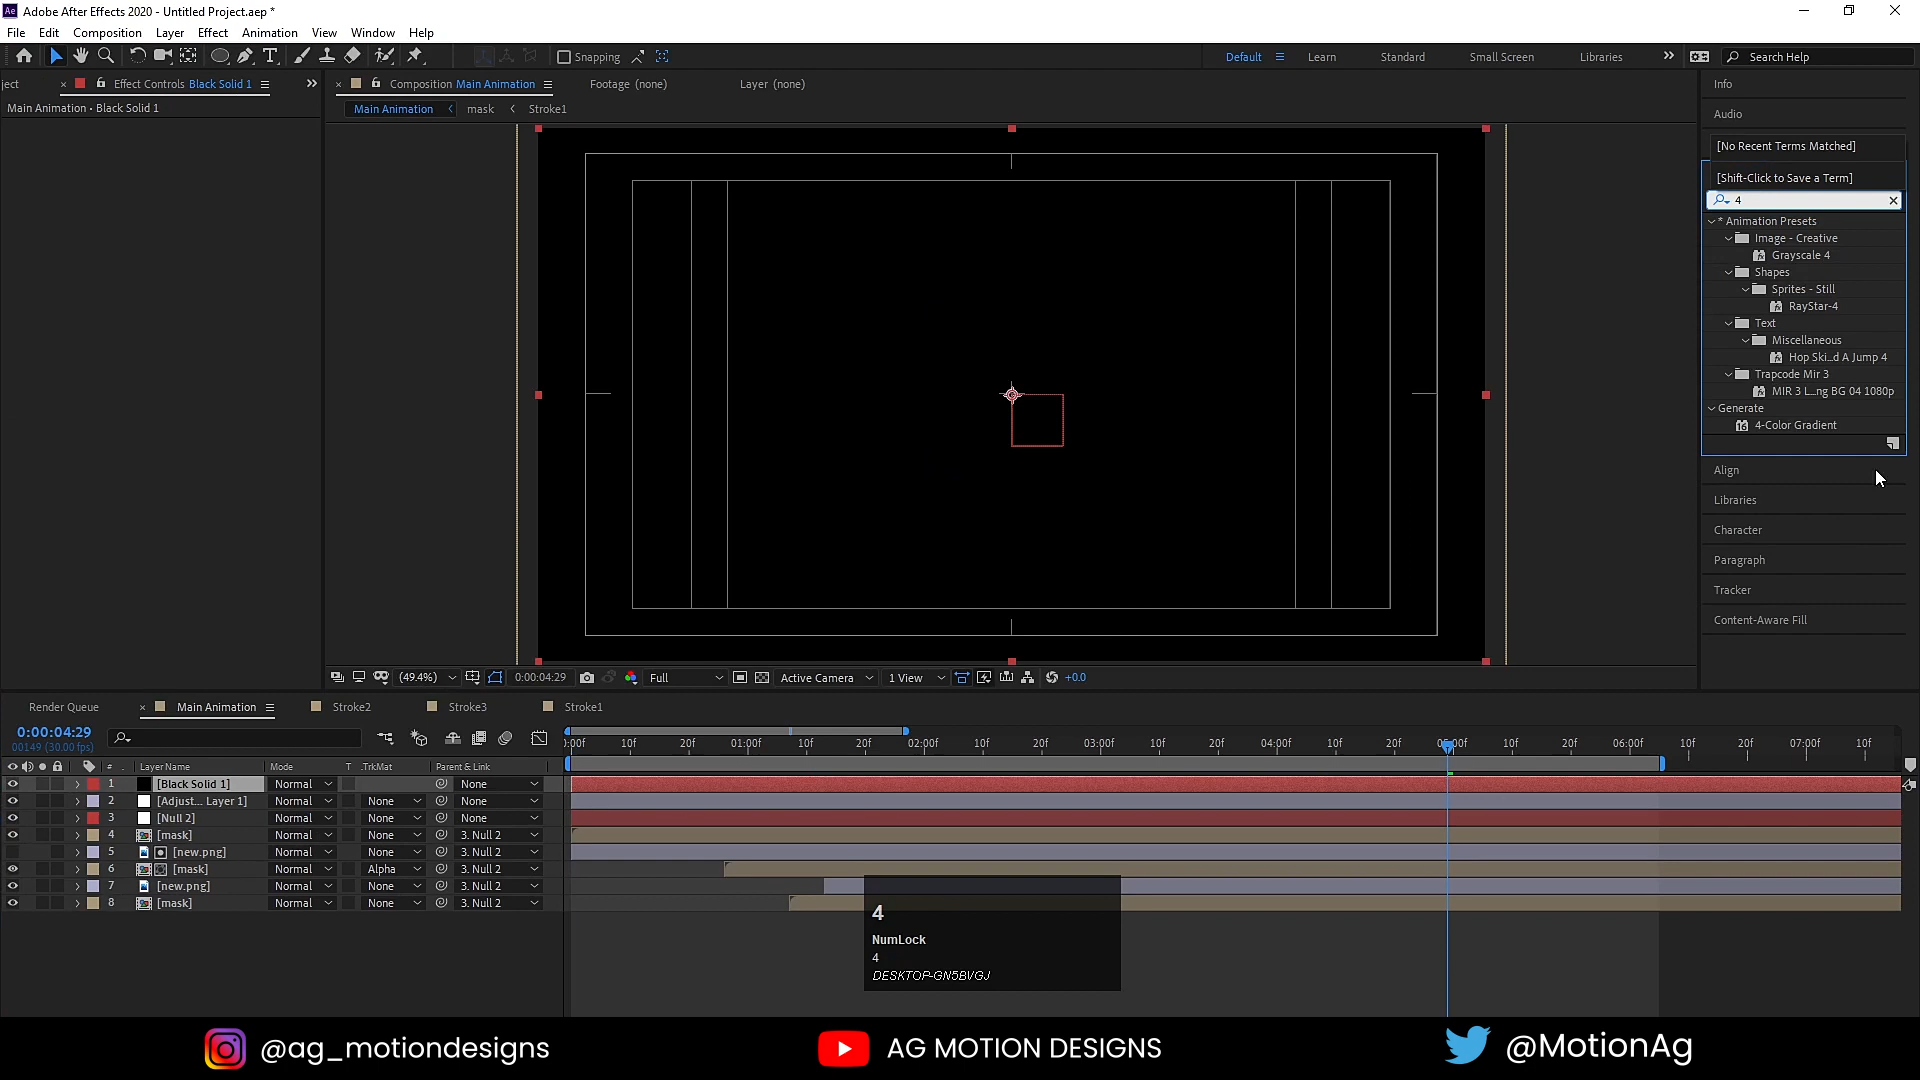 Adobe After Effects 2020 - Untitled Project.aep *
File Edit Composition Layer Effect Animation View Window Help
Snapping Default Learn Standard Small Screen Libraries Search Help
ject Effect Controls Black Solid 1 Composition Main Animation Footage (none) Layer (none) Info
Main Animation • Black Solid 1 Main Animation mask Stroke1
Audio
[No Recent Terms Matched]
[Shift-Click to Save a Term]
4
* Animation Presets
Image - Creative
Grayscale 4
Shapes
Sprites - Still
RayStar-4
Text
Miscellaneous
Hop Ski...d A Jump 4
Trapcode Mir 3
MIR 3 L...ng BG 04 1080p
Generate
4-Color Gradient
Align
Libraries
Character
Paragraph
Tracker
Content-Aware Fill
(49.4%) 0:00:04:29 Full Active Camera 1 View +0.0
Render Queue Main Animation Stroke2 Stroke3 Stroke1
0:00:04:29
00149 (30.00 fps)
:00f 10f 20f 01:00f 10f 20f 02:00f 10f 20f 03:00f 10f 20f 04:00f 10f 20f 00f 10f 20f 06:00f 10f 20f 07:00f 10f
# Layer Name Mode T .TrkMat Parent & Link
1 [Black Solid 1] Normal None
2 [Adjust... Layer 1] Normal None None
3 [Null 2] Normal None None
4 [mask] Normal None 3. Null 2
5 [new.png] Normal None 3. Null 2
6 [mask] Normal Alpha 3. Null 2
7 [new.png] Normal None 3. Null 2
8 [mask] Normal None 3. Null 2
4
NumLock
4
DESKTOP-GN5BVGJ
@ag_motiondesigns AG MOTION DESIGNS @MotionAg